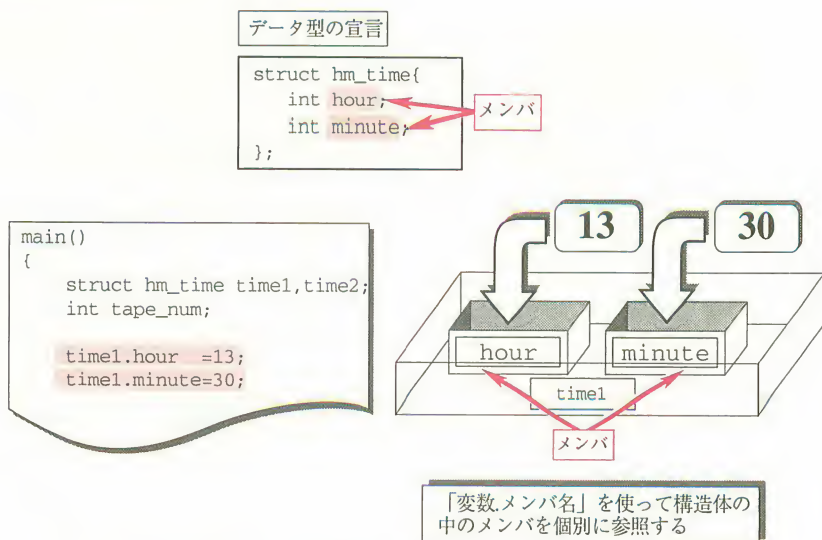 データ型の宣言
struct hm_time{
int hour;
int minute;
};
メンバ
main()
{
struct hm_time time1,time2;
int tape_num;
time1.hour =13;
time1.minute=30;
13
30
hour
minute
time1
メンバ
「変数.メンバ名」を使って構造体の
中のメンバを個別に参照する